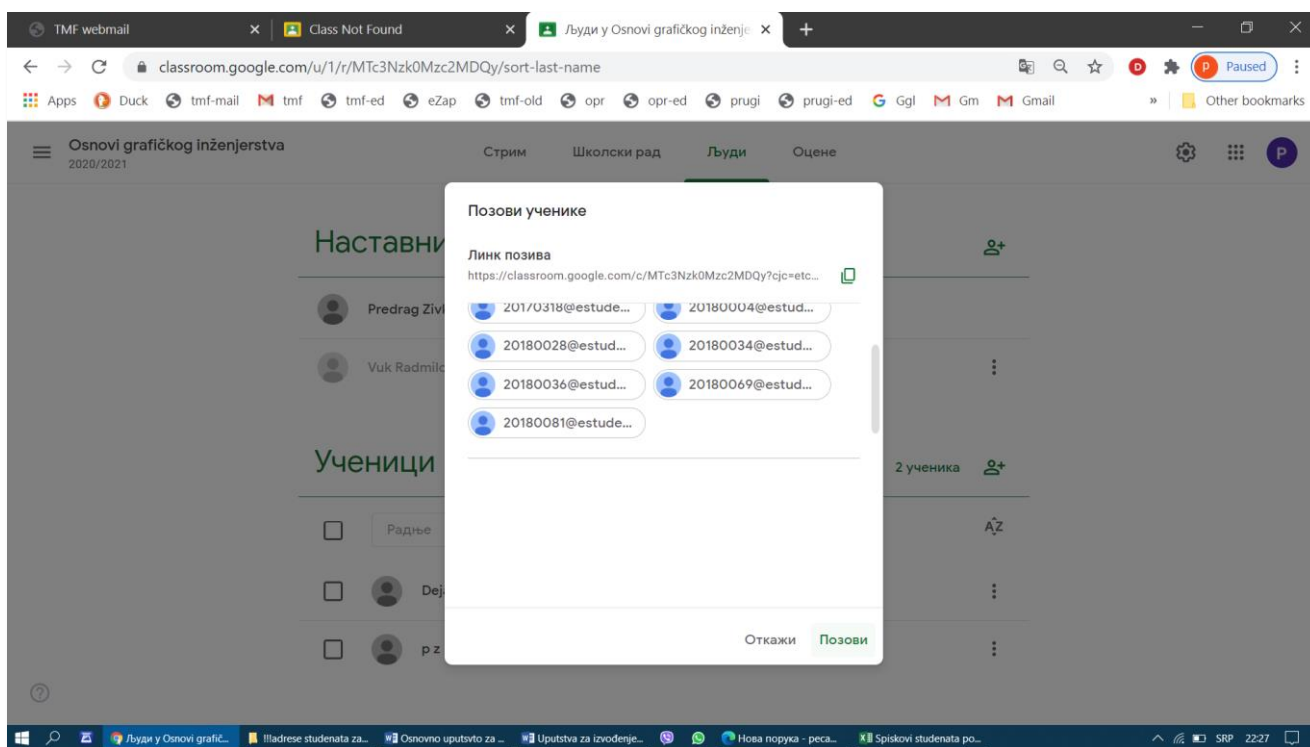 TMF webmail Class Not Found Људи у Osnovi grafičkog inženje
classroom.google.com/u/1/r/MTc3Nzk0Mzc2MDQy/sort-last-name Paused
Apps Duck tmf-mail tmf tmf-ed eZap tmf-old opr opr-ed prugi prugi-ed Ggl Gm Gmail » Other bookmarks
Osnovi grafičkog inženjerstva
2020/2021
Стрим Школски рад Људи Оцене
P
Позови ученике
Линк позива
https://classroom.google.com/c/MTc3Nzk0Mzc2MDQy?cjc=etc...
20170318@estude... 20180004@estud...
20180028@estud... 20180034@estud...
20180036@estud... 20180069@estud...
20180081@estude...
Откажи Позови
Наставни
Predrag Zivk
Vuk Radmilo
Ученици 2 ученика
Радње AZ
Dej
p z
Људи у Osnovi grafič... !!!adrese studenata za... Osnovno uputsvto za ... Uputstva za izvođenje... Нова порука - peca... Spiskovi studenata po... SRP 22:27